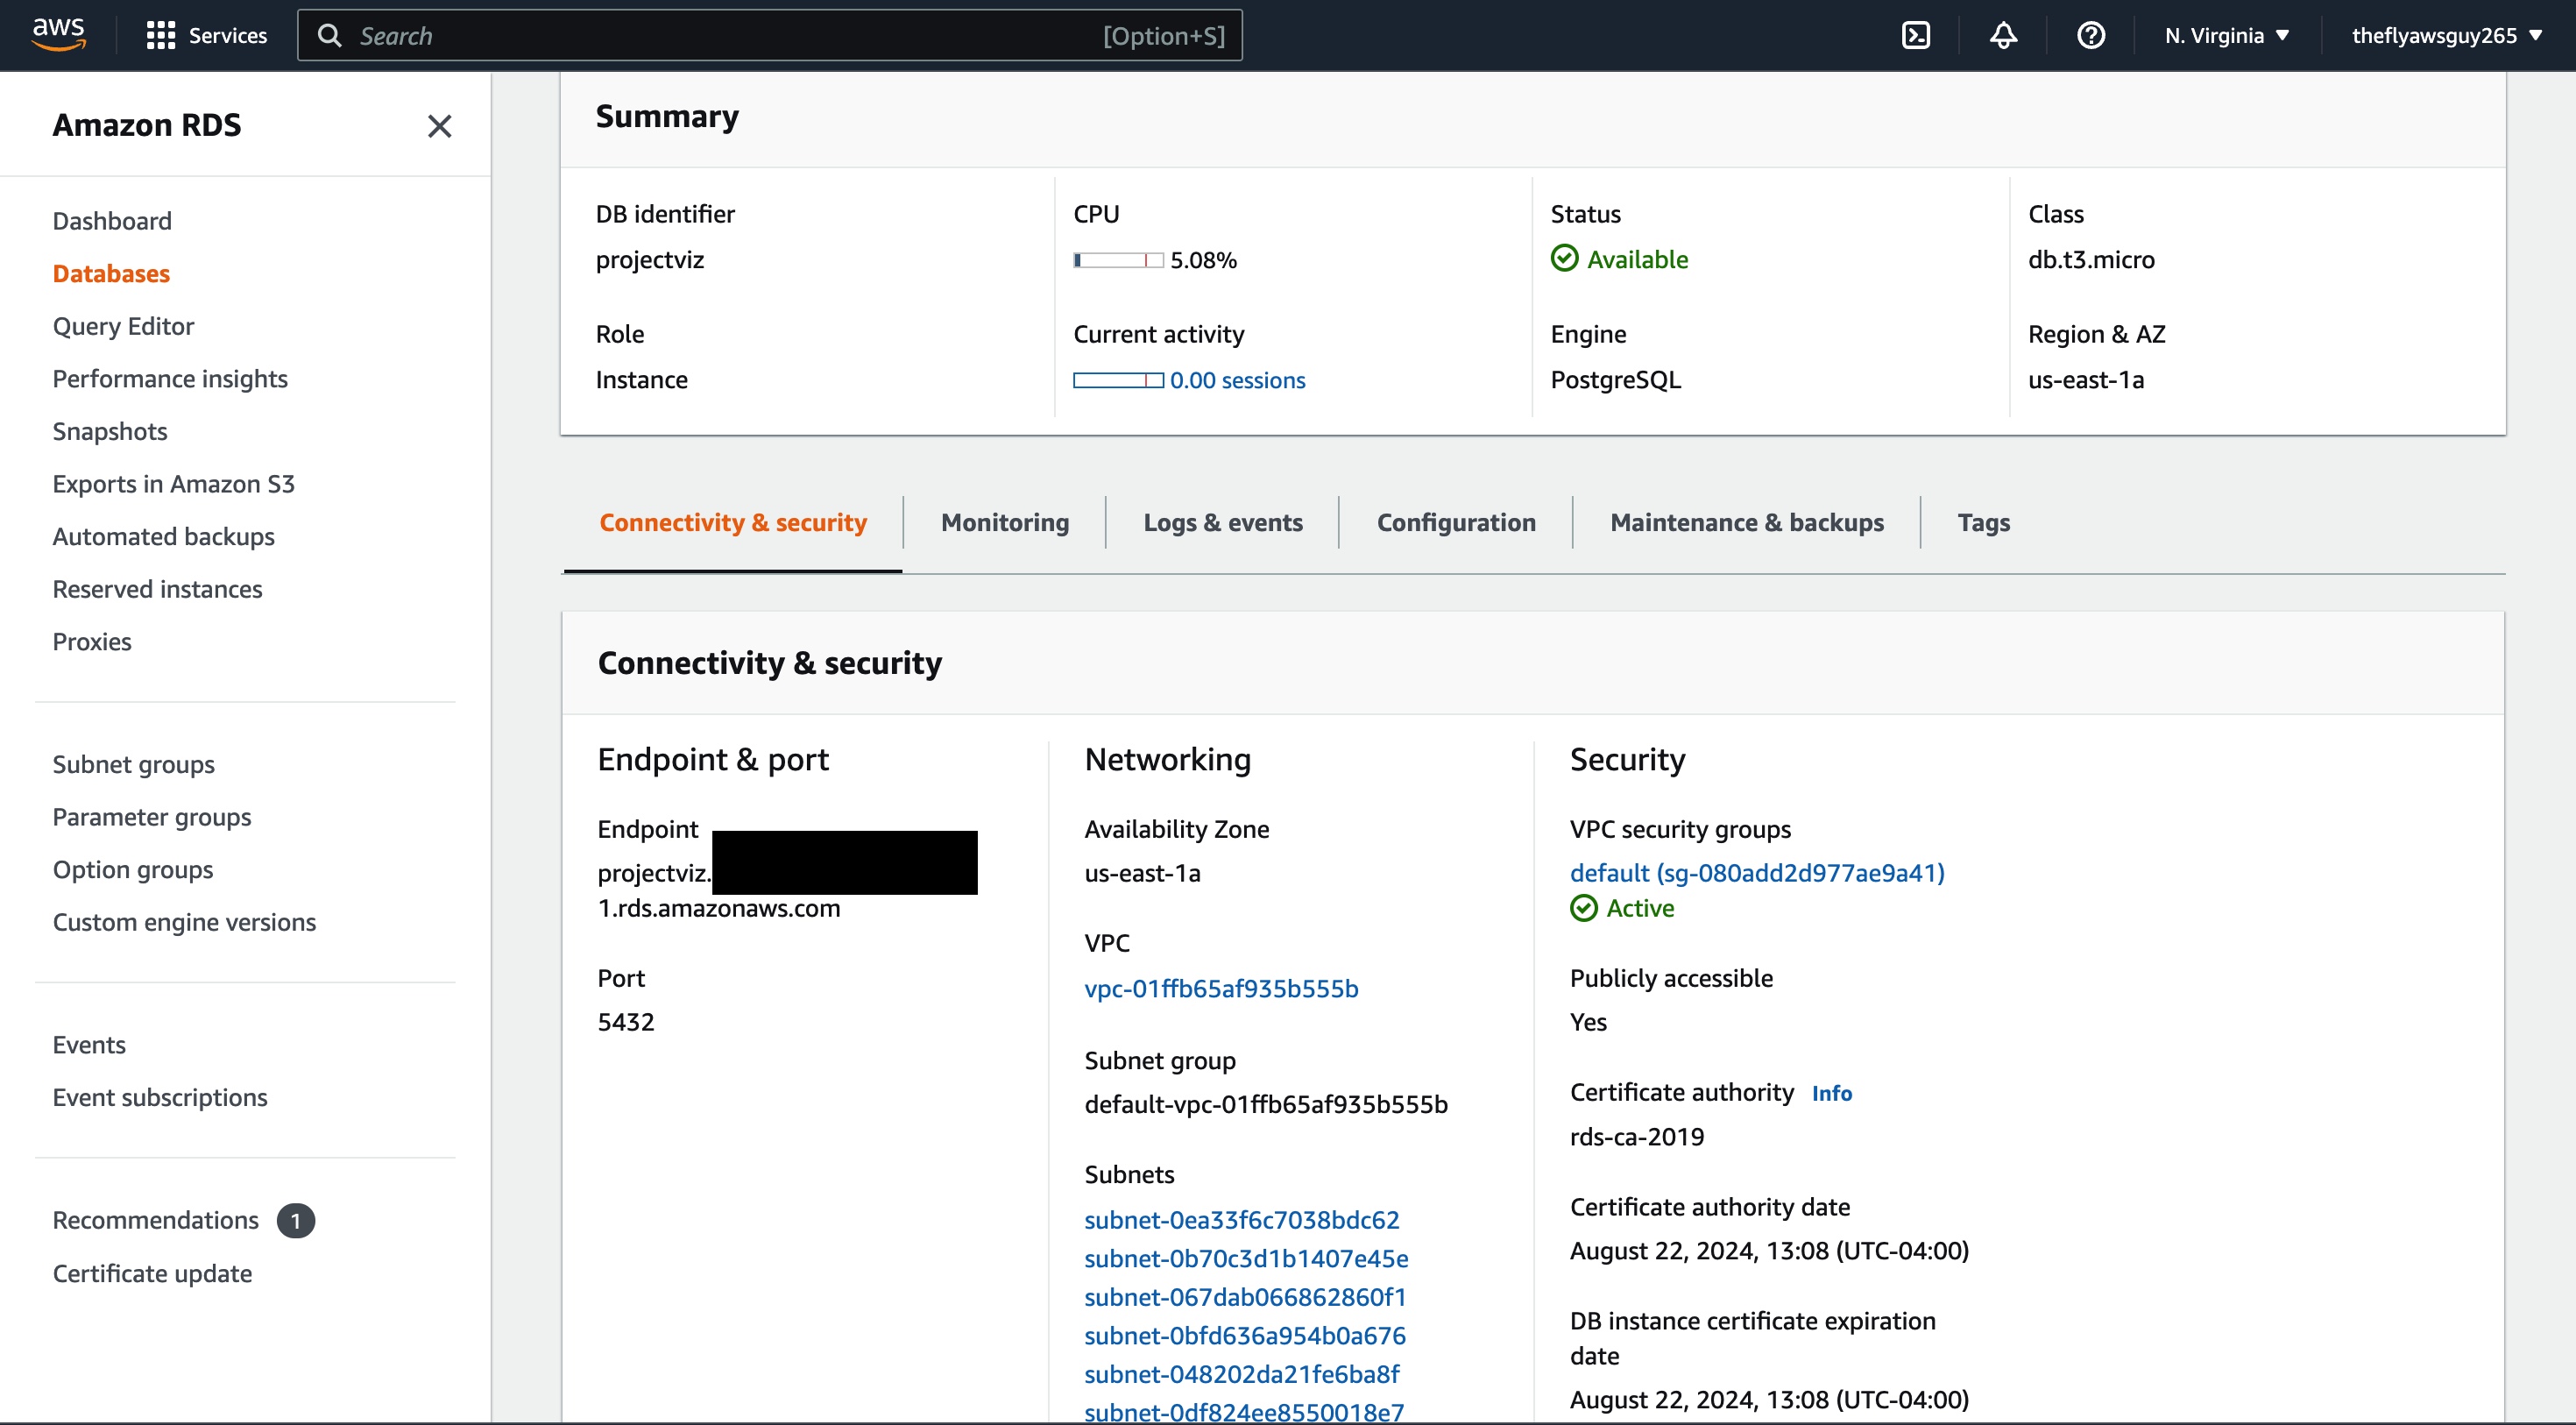 aws
Services
Search
[Option+S]
N. Virginia
theflyawsguy265
Amazon RDS
Dashboard
Databases
Query Editor
Performance insights
Snapshots
Exports in Amazon S3
Automated backups
Reserved instances
Proxies
Subnet groups
Parameter groups
Option groups
Custom engine versions
Events
Event subscriptions
Recommendations 1
Certificate update
Summary
DB identifier
projectviz
CPU
5.08%
Status
Available
Class
db.t3.micro
Role
Instance
Current activity
0.00 sessions
Engine
PostgreSQL
Region & AZ
us-east-1a
Connectivity & security
Monitoring
Logs & events
Configuration
Maintenance & backups
Tags
Connectivity & security
Endpoint & port
Endpoint
projectviz.
1.rds.amazonaws.com
Port
5432
Networking
Availability Zone
us-east-1a
VPC
vpc-01ffb65af935b555b
Subnet group
default-vpc-01ffb65af935b555b
Subnets
subnet-0ea33f6c7038bdc62
subnet-0b70c3d1b1407e45e
subnet-067dab066862860f1
subnet-0bfd636a954b0a676
subnet-048202da21fe6ba8f
subnet-0df824ee8550018e7
Security
VPC security groups
default (sg-080add2d977ae9a41)
Active
Publicly accessible
Yes
Certificate authority Info
rds-ca-2019
Certificate authority date
August 22, 2024, 13:08 (UTC-04:00)
DB instance certificate expiration
date
August 22, 2024, 13:08 (UTC-04:00)